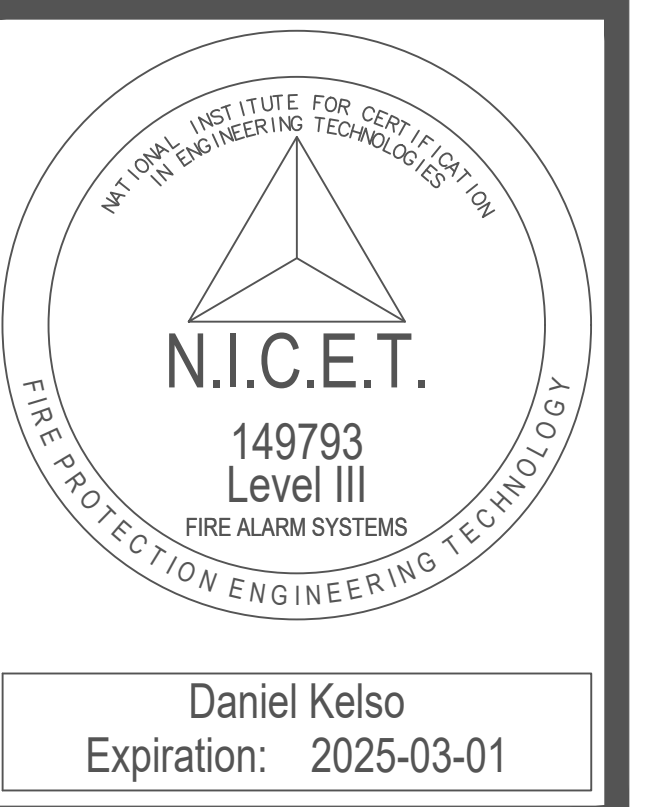 NATIONAL INSTITUTE FOR CERTIFICATION
IN ENGINEERING TECHNOLOGIES
N.I.C.E.T.
149793
Level III
FIRE ALARM SYSTEMS
FIRE PROTECTION ENGINEERING TECHNOLOGY
Daniel Kelso
Expiration: 2025-03-01